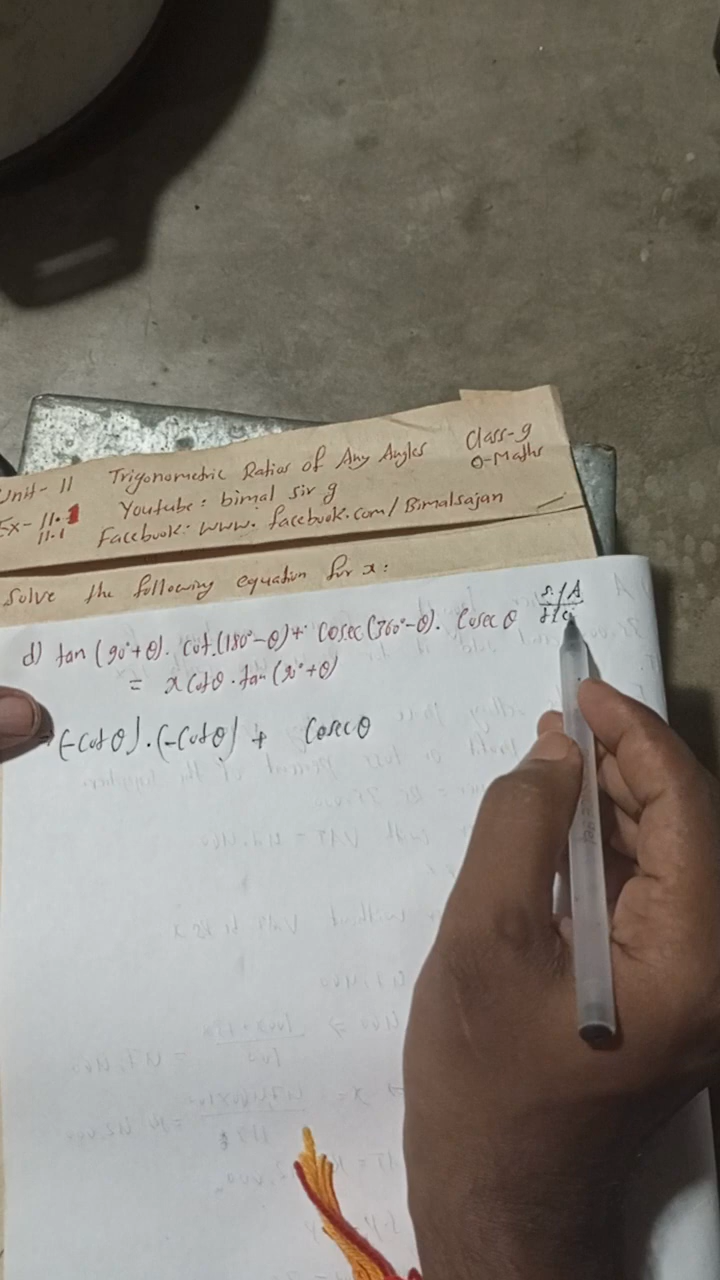 Unit- 11 Trigonometric Ratios of Any Angles Class-9
Ex- 11.1 Youtube: bimal sir g O-Maths
11.1 Facebook: www. facebook.com/Bimalsajan
Solve the following equation for x:
d) tan (90°+θ). cot.(180°-θ)+ Cosec(360°-θ). Cosec θ S/A
= x Cotθ . tan (90°+θ) t/c
(-Cotθ).(-Cotθ) + Cosecθ